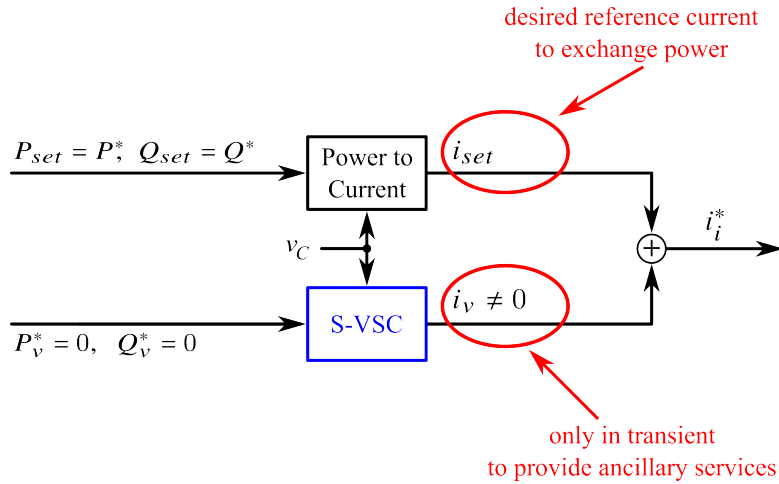 desired reference current
to exchange power
P_set = P*, Q_set = Q*
Power to
Current
i_set
i_i^*
v_C
+
S-VSC
i_v ≠ 0
P_v^* = 0, Q_v^* = 0
only in transient
to provide ancillary services